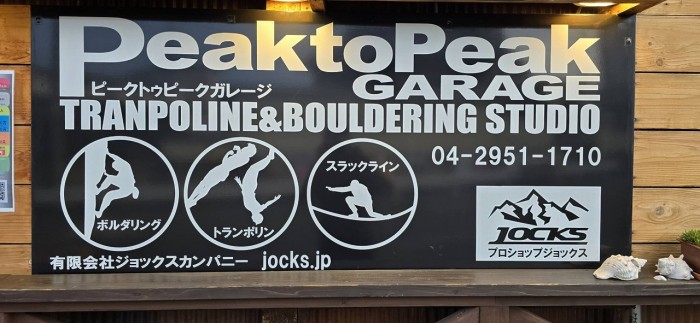 PeaktoPeak
GARAGE
ピークトゥピークガレージ
TRANPOLINE&BOULDERING STUDIO
04-2951-1710
ボルダリング
トランポリン
スラックライン
JOCKS
プロショップジョックス
有限会社ジョックスカンパニー jocks.jp